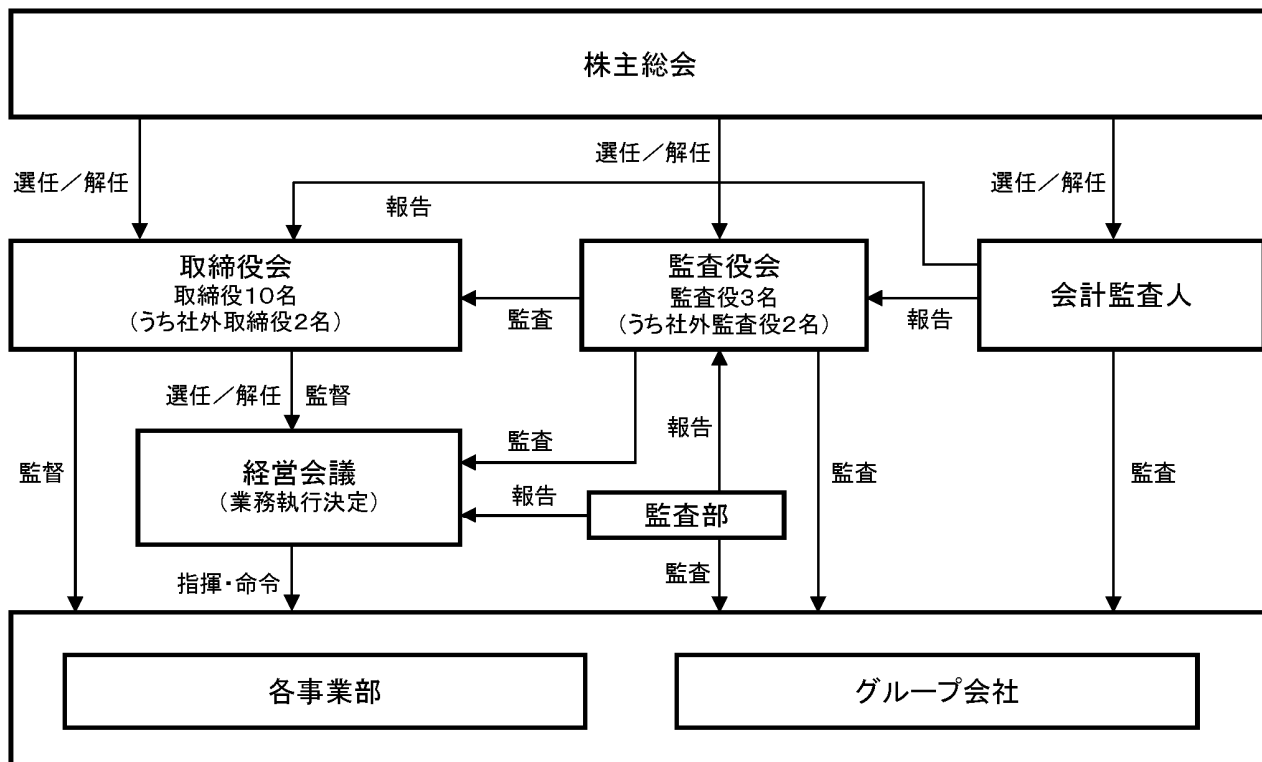 株主総会
選任／解任
選任／解任
選任／解任
報告
取締役会
取締役10名
(うち社外取締役2名)
監査
監査役会
監査役3名
(うち社外監査役2名)
報告
会計監査人
選任／解任
監督
監督
経営会議
(業務執行決定)
監査
報告
報告
監査部
監査
監査
監査
指揮・命令
各事業部
グループ会社